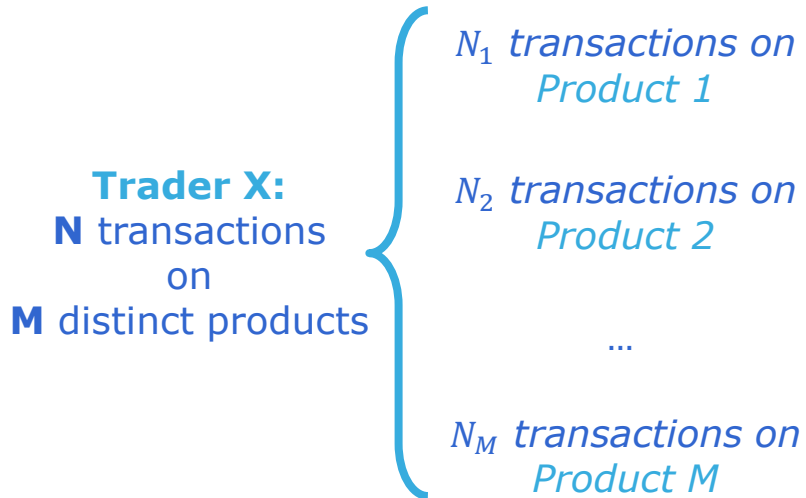 Trader X:
N transactions
on
M distinct products
N₁ transactions on
Product 1
N₂ transactions on
Product 2
...
N_M transactions on
Product M